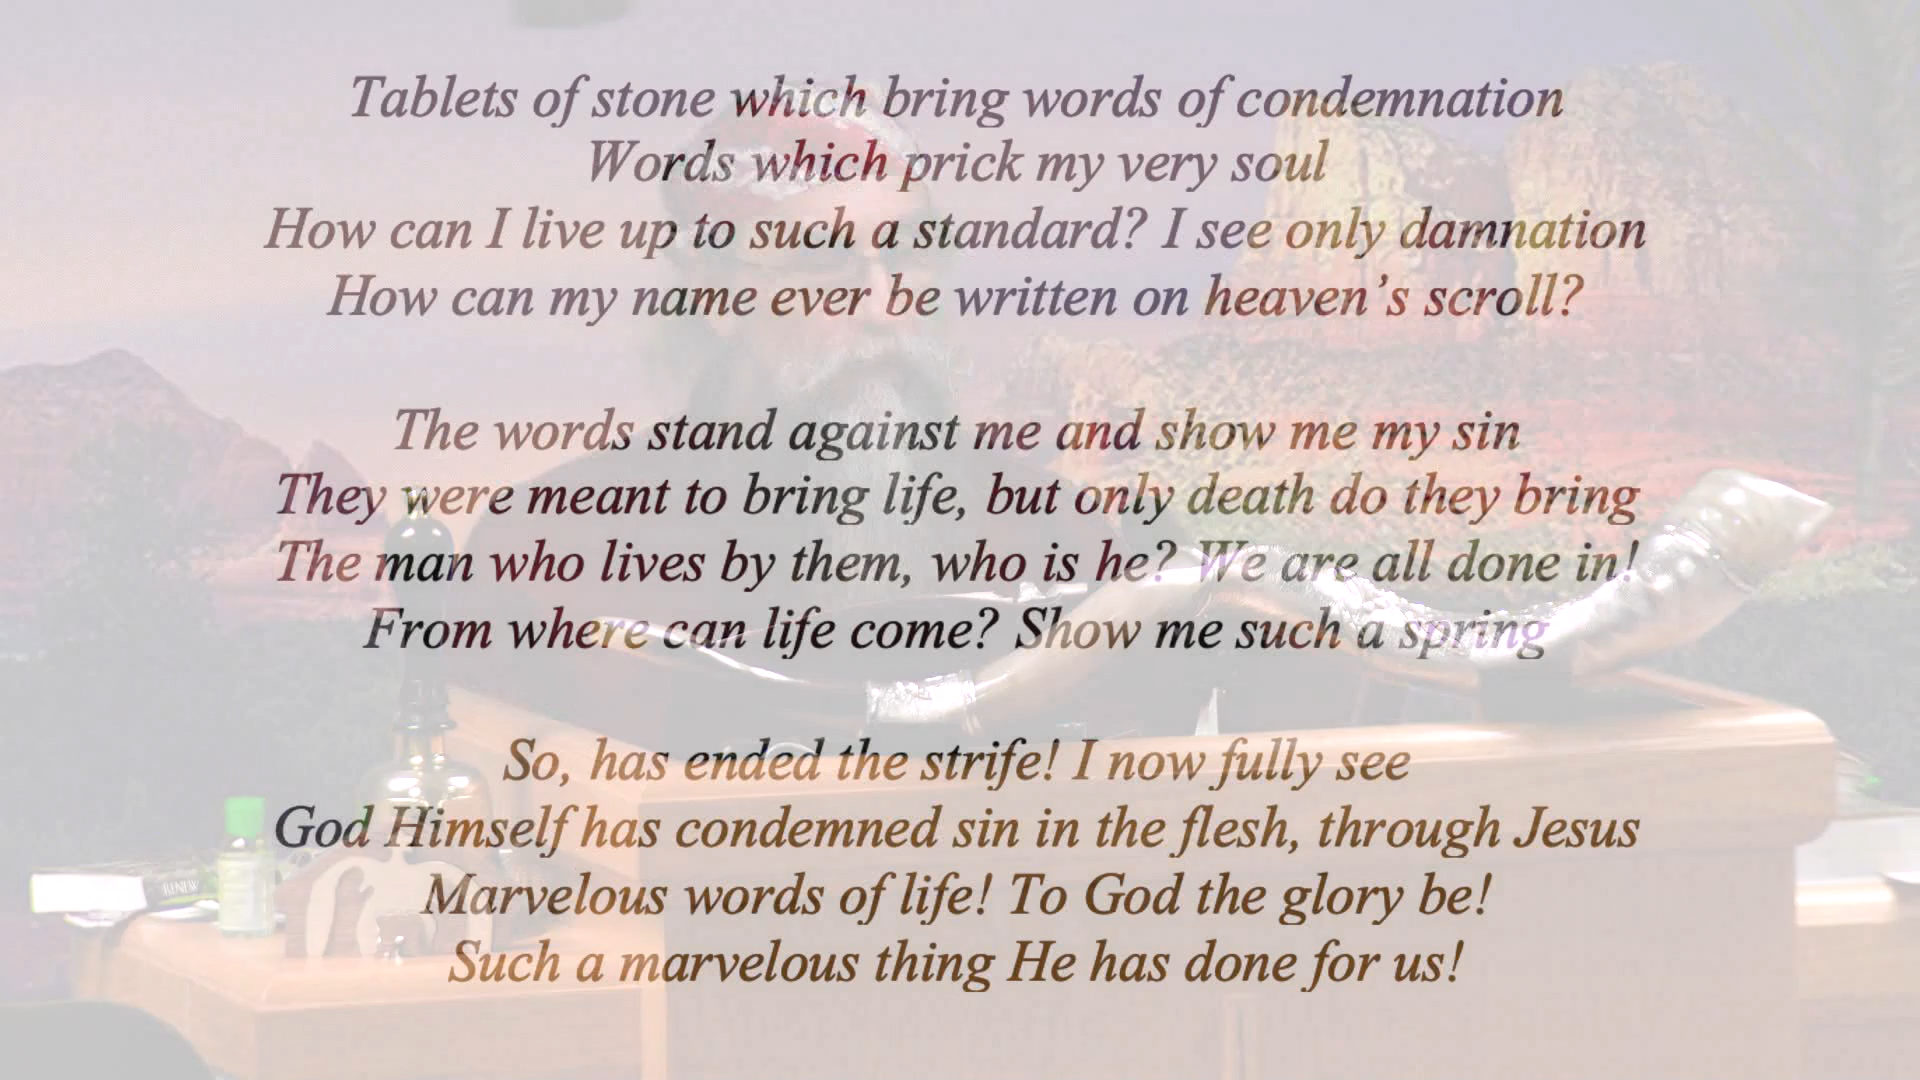 Tablets of stone which bring words of condemnation
Words which prick my very soul
How can I live up to such a standard? I see only damnation
How can my name ever be written on heaven’s scroll?
The words stand against me and show me my sin
They were meant to bring life, but only death do they bring
The man who lives by them, who is he? We are all done in!
From where can life come? Show me such a spring
So, has ended the strife! I now fully see
God Himself has condemned sin in the flesh, through Jesus
Marvelous words of life! To God the glory be!
Such a marvelous thing He has done for us!
RENEW